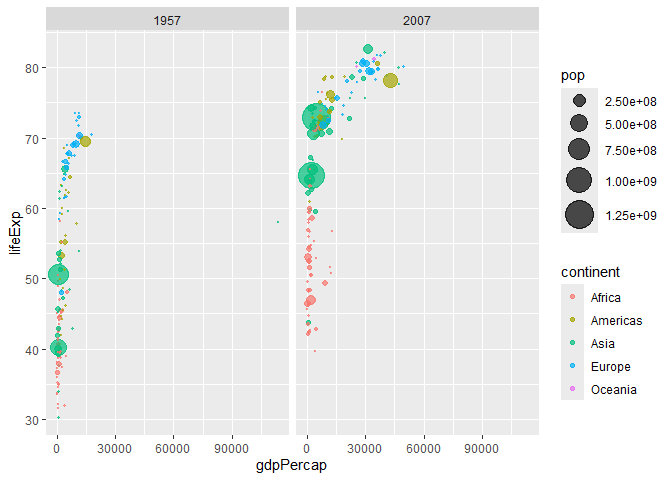 1957
2007
lifeExp
80
70
60
50
40
30
0
30000
60000
90000
0
30000
60000
90000
gdpPercap
pop
2.50e+08
5.00e+08
7.50e+08
1.00e+09
1.25e+09
continent
Africa
Americas
Asia
Europe
Oceania